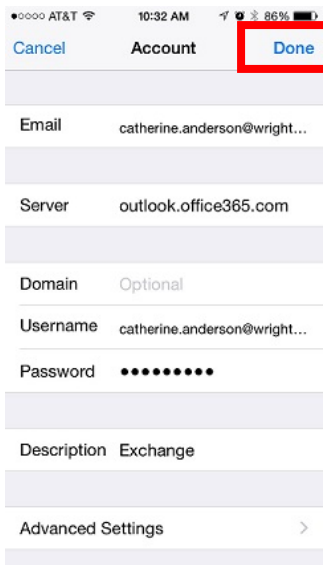 AT&T 10:32 AM 86%
Cancel Account Done
Email catherine.anderson@wright...
Server outlook.office365.com
Domain Optional
Username catherine.anderson@wright...
Password •••••••••
Description Exchange
Advanced Settings